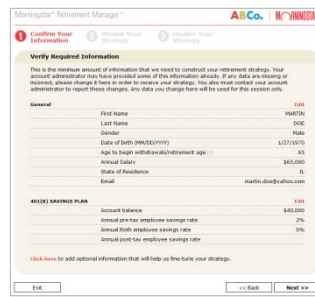 Morningstar® Retirement Manager℠
ABCo. MORNINGSTAR
1 Confirm Your Information
2 Review Your Strategy
3 Finalize Your Strategy
Verify Required Information
This is the minimum amount of information that we need to construct your retirement strategy. Your
account administrator may have provided some of this information already. If any data are missing or
incorrect, please change it here in order to receive your strategy. You also must contact your account
administrator to report these changes. Any data you change here will be used for this session only.
General Edit
First Name MARTIN
Last Name DOE
Gender Male
Date of birth (MM/DD/YYYY) 1/27/1970
Age to begin withdrawals/retirement age 65
Annual Salary $65,000
State of Residence IL
Email martin.doe@yahoo.com
401(K) SAVINGS PLAN Edit
Account balance $40,000
Annual pre-tax employee savings rate 2%
Annual Roth employee savings rate 0%
Annual post-tax employee savings rate
Click here to add optional information that will help us fine-tune your strategy.
Exit << Back Next >>